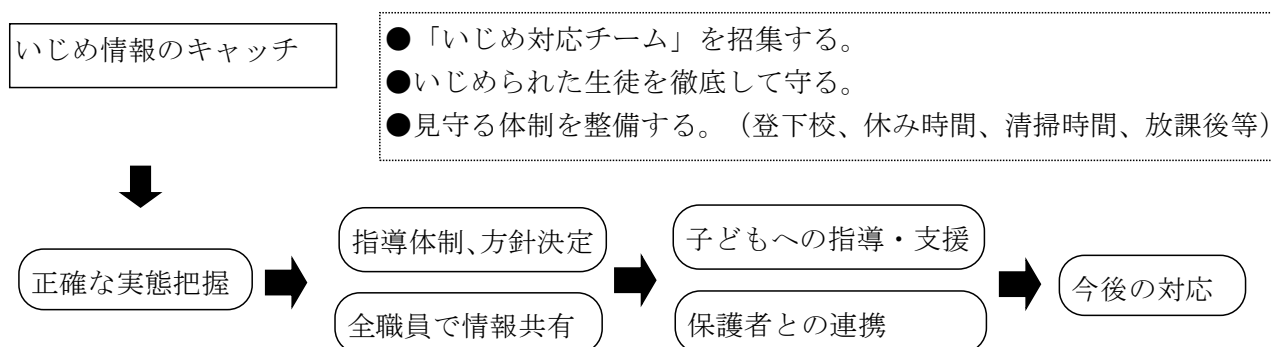 いじめ情報のキャッチ
●「いじめ対応チーム」を招集する。
●いじめられた生徒を徹底して守る。
●見守る体制を整備する。（登下校、休み時間、清掃時間、放課後等）
正確な実態把握
指導体制、方針決定
全職員で情報共有
子どもへの指導・支援
保護者との連携
今後の対応